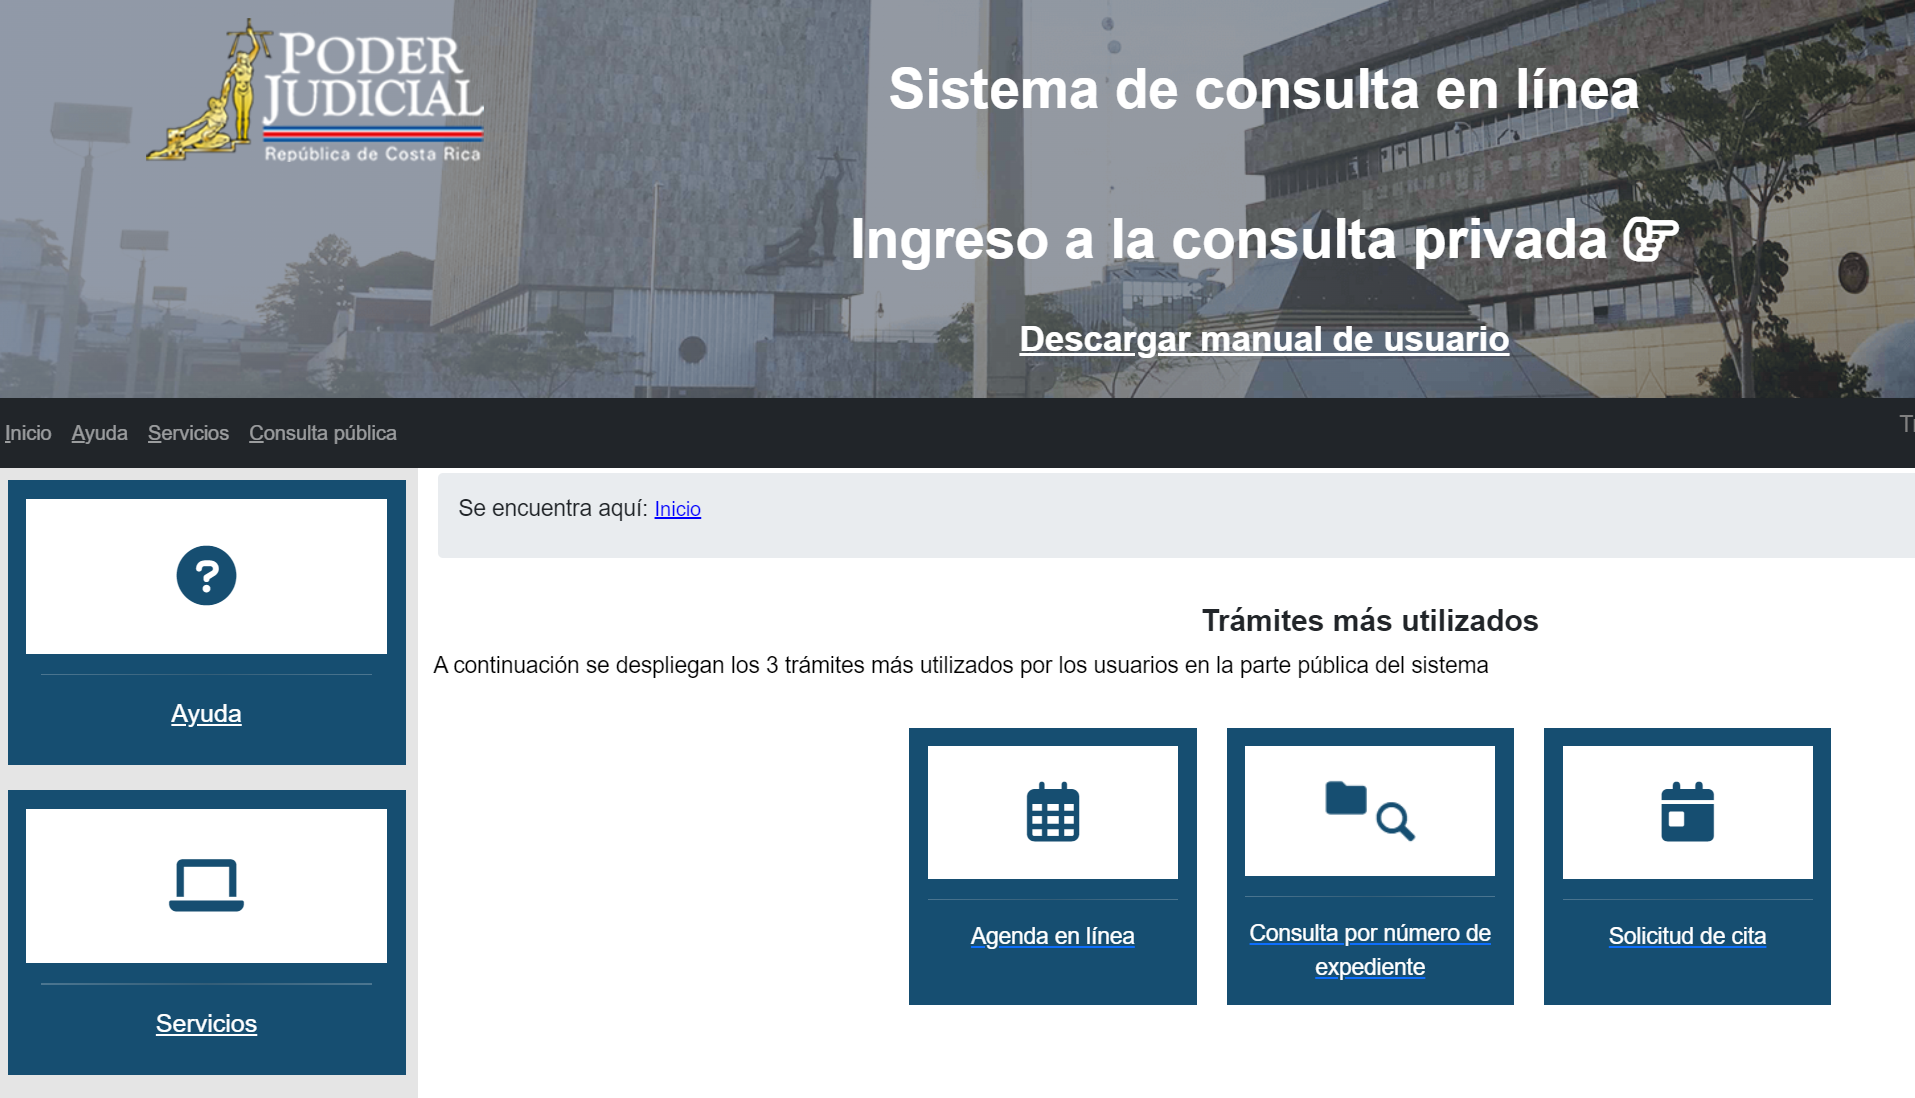 PODER
JUDICIAL
República de Costa Rica
Sistema de consulta en línea
Ingreso a la consulta privada
Descargar manual de usuario
Inicio Ayuda Servicios Consulta pública
Se encuentra aquí: Inicio
Ayuda
Servicios
Trámites más utilizados
A continuación se despliegan los 3 trámites más utilizados por los usuarios en la parte pública del sistema
Agenda en línea
Consulta por número de
expediente
Solicitud de cita